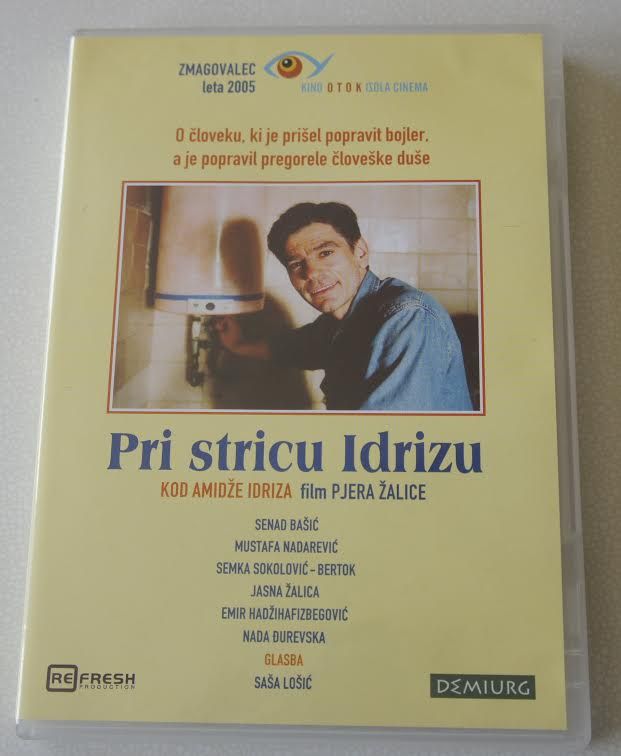 ZMAGOVALEC
leta 2005
KINO OTOK ISOLA CINEMA
O človeku, ki je prišel popravit bojler,
a je popravil pregorele človeške duše
Pri stricu Idrizu
KOD AMIDŽE IDRIZA film PJERA ŽALICE
SENAD BAŠIĆ
MUSTAFA NADAREVIĆ
SEMKA SOKOLOVIĆ-BERTOK
JASNA ŽALICA
EMIR HADŽIHAFIZBEGOVIĆ
NADA ĐUREVSKA
GLASBA
SAŠA LOŠIĆ
REFRESH
PRODUCTION
DEMIURG